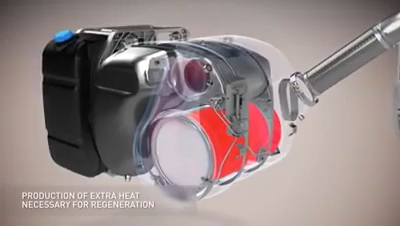 PRODUCTION OF EXTRA HEAT
NECESSARY FOR REGENERATION